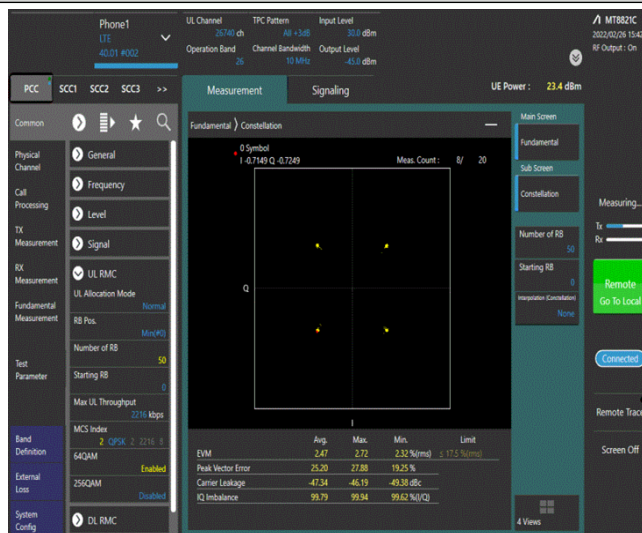 Phone1
LTE
40.01 #002
UL Channel
26740 ch
TPC Pattern
All +3dB
Input Level
30.0 dBm
Operation Band
26
Channel Bandwidth
10 MHz
Output Level
-45.0 dBm
MT8821C
2022/02/26 15:42
RF Output : On
PCC SCC1 SCC2 SCC3 >>
Measurement
Signaling
UE Power : 23.4 dBm
Common
Physical Channel
Call Processing
TX Measurement
RX Measurement
Fundamental Measurement
Test Parameter
Band Definition
External Loss
System Config
General
Frequency
Level
Signal
UL RMC
UL Allocation Mode
Normal
RB Pos.
Min(#0)
Number of RB
50
Starting RB
0
Max UL Throughput
2216 kbps
MCS Index
2 QPSK 2 2216 8
64QAM
Enabled
256QAM
Disabled
DL RMC
Fundamental > Constellation
0 Symbol
I -0.7149 Q -0.7249
Meas. Count : 8/ 20
Q
I
Avg. Max. Min. Limit
EVM 2.47 2.72 2.32 %(rms) ≤ 17.5 %(rms)
Peak Vector Error 25.20 27.88 19.25 %
Carrier Leakage -47.34 -46.19 -49.38 dBc
IQ Imbalance 99.79 99.94 99.62 %(I/Q)
Main Screen
Fundamental
Sub Screen
Constellation
Number of RB
50
Starting RB
0
Interpolation (Constellation)
None
4 Views
Measuring...
Tx
Rx
Remote
Go To Local
Connected
Remote Trace
Screen Off